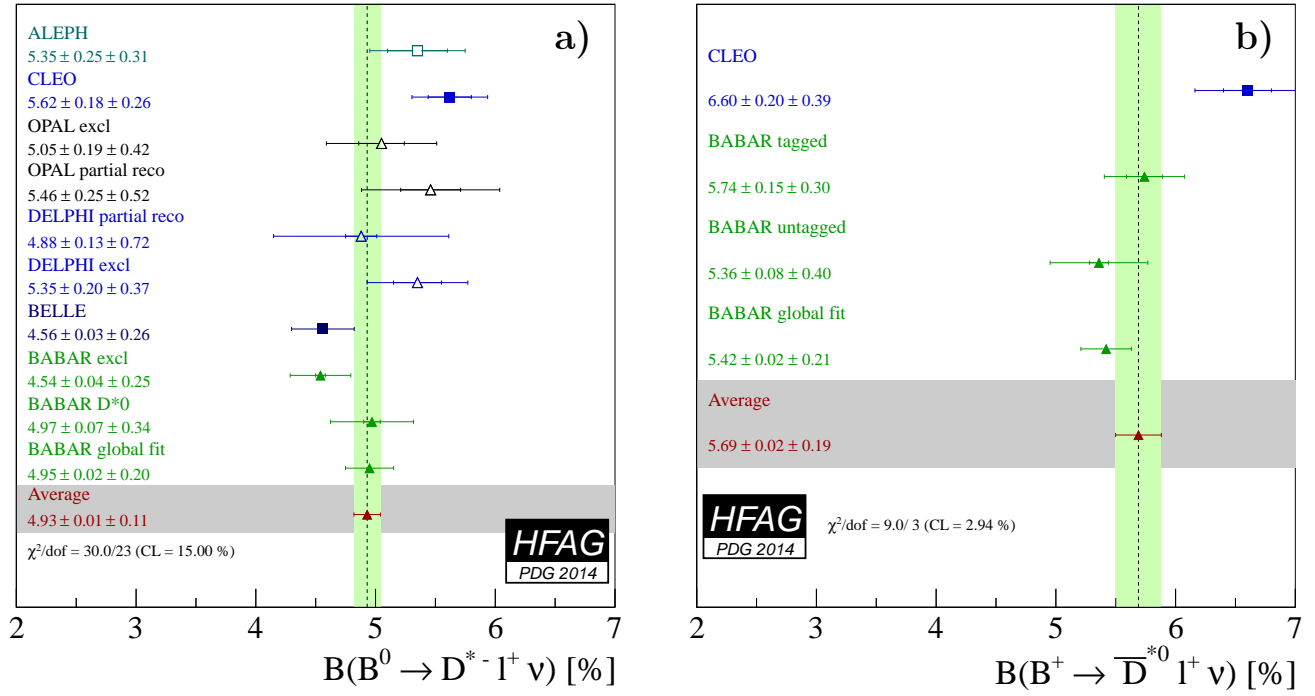 a)
ALEPH
5.35 ± 0.25 ± 0.31
CLEO
5.62 ± 0.18 ± 0.26
OPAL excl
5.05 ± 0.19 ± 0.42
OPAL partial reco
5.46 ± 0.25 ± 0.52
DELPHI partial reco
4.88 ± 0.13 ± 0.72
DELPHI excl
5.35 ± 0.20 ± 0.37
BELLE
4.56 ± 0.03 ± 0.26
BABAR excl
4.54 ± 0.04 ± 0.25
BABAR D*0
4.97 ± 0.07 ± 0.34
BABAR global fit
4.95 ± 0.02 ± 0.20
Average
4.93 ± 0.01 ± 0.11
χ²/dof = 30.0/23 (CL = 15.00 %)
HFAG
PDG 2014
2 3 4 5 6 7
B(B⁰ → D*⁻ l⁺ ν) [%]
b)
CLEO
6.60 ± 0.20 ± 0.39
BABAR tagged
5.74 ± 0.15 ± 0.30
BABAR untagged
5.36 ± 0.08 ± 0.40
BABAR global fit
5.42 ± 0.02 ± 0.21
Average
5.69 ± 0.02 ± 0.19
HFAG
PDG 2014
χ²/dof = 9.0/ 3 (CL = 2.94 %)
2 3 4 5 6 7
B(B⁺ → D̅*⁰ l⁺ ν) [%]